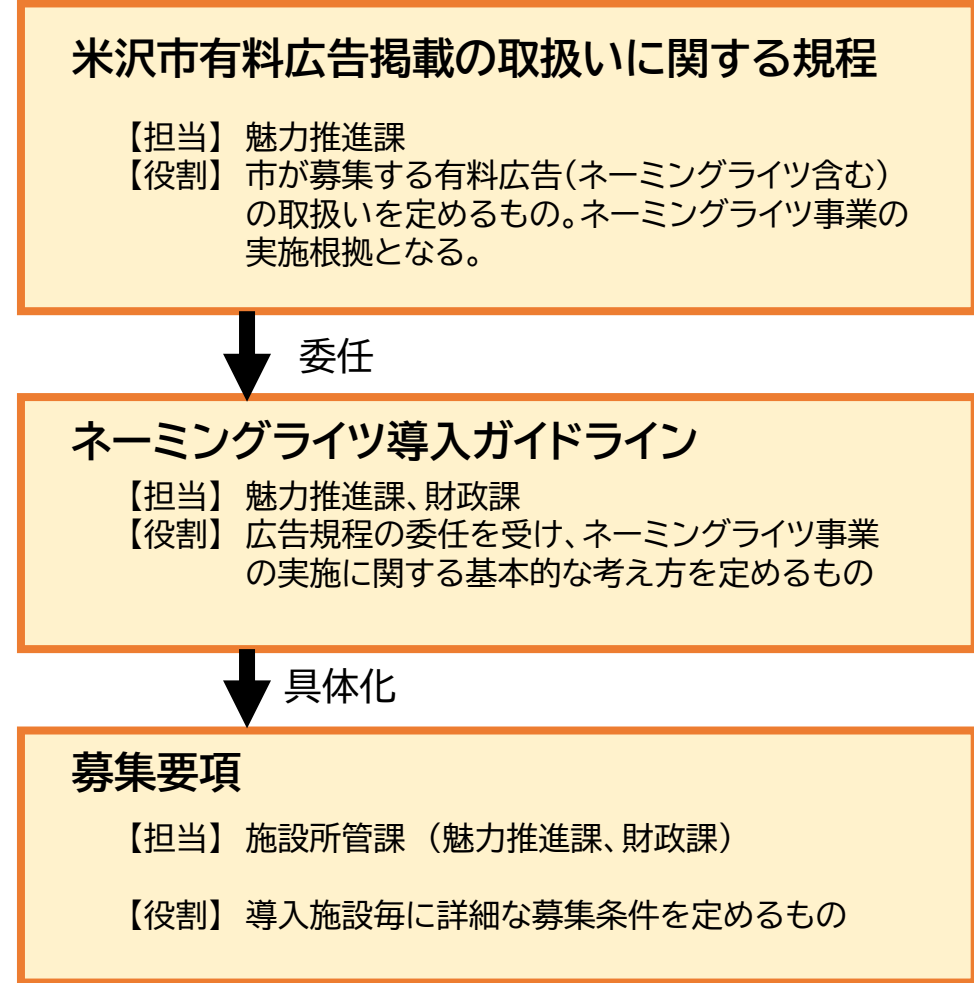 米沢市有料広告掲載の取扱いに関する規程
【担当】 魅力推進課
【役割】 市が募集する有料広告(ネーミングライツ含む)
の取扱いを定めるもの。ネーミングライツ事業の
実施根拠となる。
委任
ネーミングライツ導入ガイドライン
【担当】 魅力推進課、財政課
【役割】 広告規程の委任を受け、ネーミングライツ事業
の実施に関する基本的な考え方を定めるもの
具体化
募集要項
【担当】 施設所管課 (魅力推進課、財政課)
【役割】 導入施設毎に詳細な募集条件を定めるもの